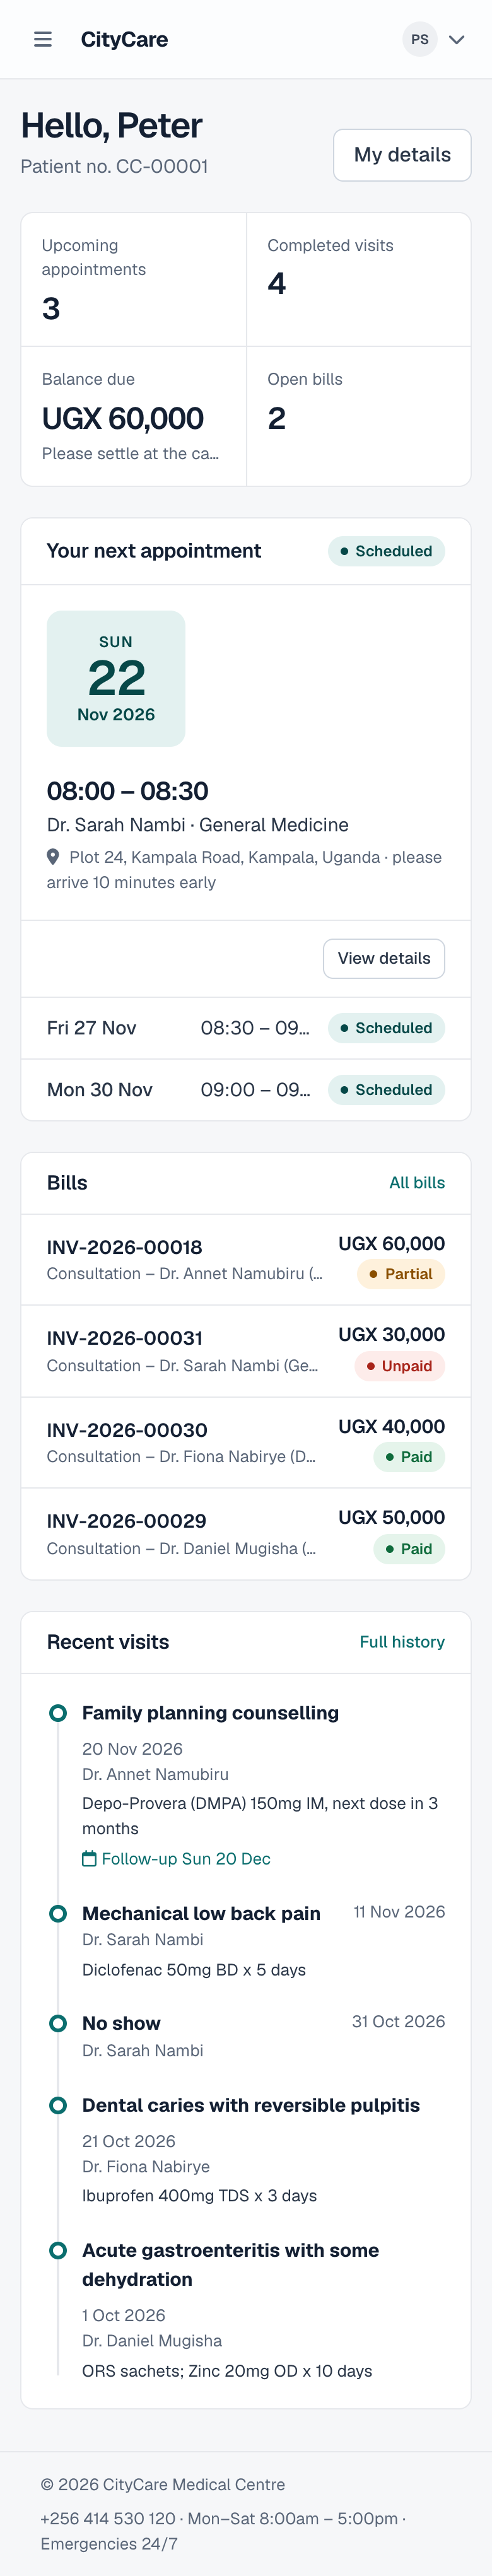 CityCare
PS
Hello, Peter
Patient no. CC-00001
My details
Upcoming
appointments
3
Completed visits
4
Balance due
UGX 60,000
Please settle at the ca...
Open bills
2
Your next appointment
Scheduled
SUN
22
Nov 2026
08:00 – 08:30
Dr. Sarah Nambi · General Medicine
Plot 24, Kampala Road, Kampala, Uganda · please
arrive 10 minutes early
View details
Fri 27 Nov 08:30 – 09... Scheduled
Mon 30 Nov 09:00 – 09... Scheduled
Bills
All bills
INV-2026-00018 UGX 60,000
Consultation – Dr. Annet Namubiru (... Partial
INV-2026-00031 UGX 30,000
Consultation – Dr. Sarah Nambi (Ge... Unpaid
INV-2026-00030 UGX 40,000
Consultation – Dr. Fiona Nabirye (D... Paid
INV-2026-00029 UGX 50,000
Consultation – Dr. Daniel Mugisha (... Paid
Recent visits
Full history
Family planning counselling
20 Nov 2026
Dr. Annet Namubiru
Depo-Provera (DMPA) 150mg IM, next dose in 3
months
Follow-up Sun 20 Dec
Mechanical low back pain 11 Nov 2026
Dr. Sarah Nambi
Diclofenac 50mg BD x 5 days
No show 31 Oct 2026
Dr. Sarah Nambi
Dental caries with reversible pulpitis
21 Oct 2026
Dr. Fiona Nabirye
Ibuprofen 400mg TDS x 3 days
Acute gastroenteritis with some
dehydration
1 Oct 2026
Dr. Daniel Mugisha
ORS sachets; Zinc 20mg OD x 10 days
© 2026 CityCare Medical Centre
+256 414 530 120 · Mon–Sat 8:00am – 5:00pm ·
Emergencies 24/7